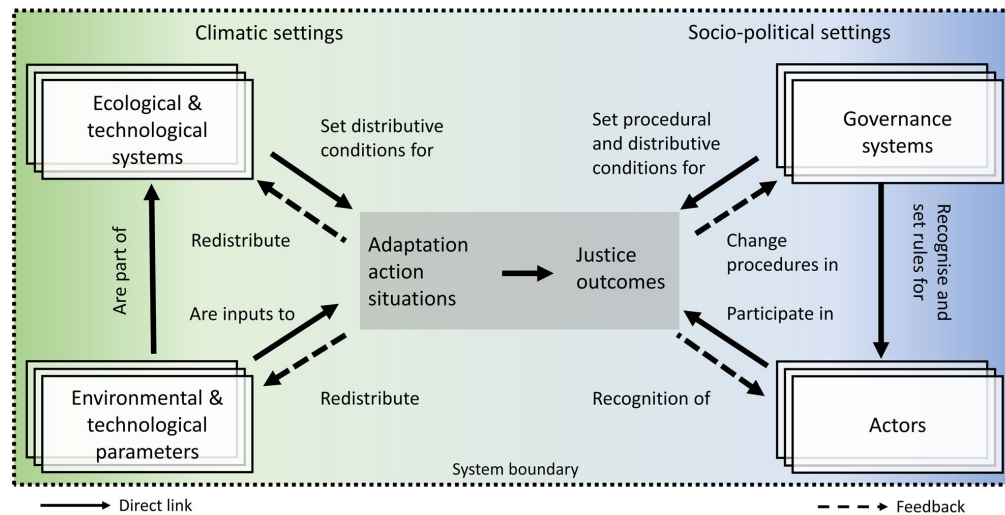 Climatic settings
Socio-political settings
Ecological &
technological
systems
Set distributive
conditions for
Set procedural
and distributive
conditions for
Governance
systems
Are part of
Redistribute
Adaptation
action
situations
Justice
outcomes
Change
procedures in
Recognise and
set rules for
Are inputs to
Participate in
Environmental &
technological
parameters
Redistribute
Recognition of
Actors
System boundary
Direct link
Feedback